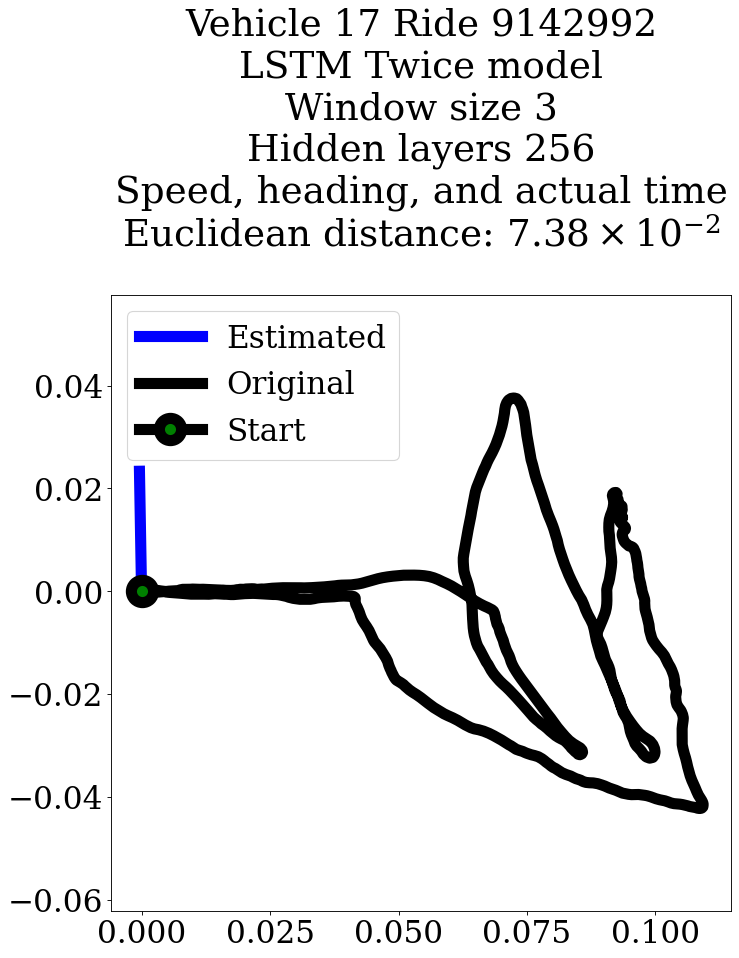 Vehicle 17 Ride 9142992
LSTM Twice model
Window size 3
Hidden layers 256
Speed, heading, and actual time
Euclidean distance: 7.38 × 10⁻²
Estimated
Original
Start
0.04
0.02
0.00
−0.02
−0.04
−0.06
0.000 0.025 0.050 0.075 0.100